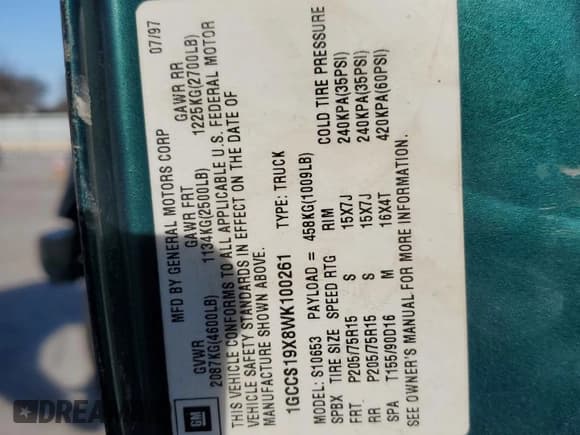 MFD BY GENERAL MOTORS CORP 07/97
GVWR GAWR FRT GAWR RR
2087KG(4600LB) 1134KG(2500LB) 1225KG(2700LB)
THIS VEHICLE CONFORMS TO ALL APPLICABLE U.S. FEDERAL MOTOR
VEHICLE SAFETY STANDARDS IN EFFECT ON THE DATE OF
MANUFACTURE SHOWN ABOVE.
1GCCS19X8WK100261 TYPE: TRUCK
MODEL: S10653 PAYLOAD = 458KG(1009LB)
SPBX TIRE SIZE SPEED RTG RIM COLD TIRE PRESSURE
FRT P205/75R15 S 15X7J 240KPA(35PSI)
RR P205/75R15 S 15X7J 240KPA(35PSI)
SPA T155/90D16 M 16X4T 420KPA(60PSI)
SEE OWNER'S MANUAL FOR MORE INFORMATION.
GM